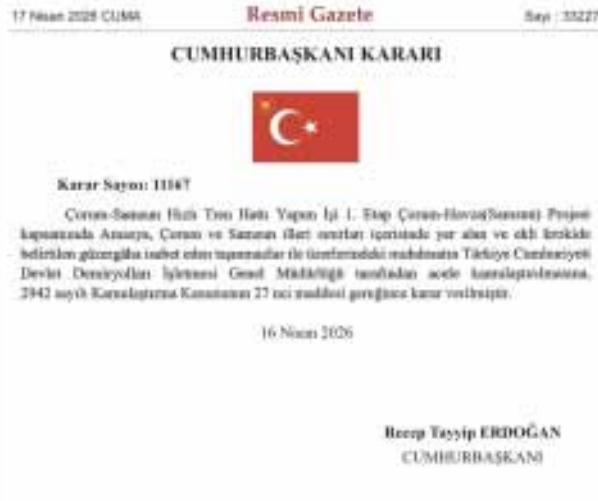 17 Nisan 2026 CUMA
Resmî Gazete
Sayı : 33227
CUMHURBAŞKANI KARARI
Karar Sayısı: 11167
Çorum-Samsun Hızlı Tren Hattı Yapım İşi 1. Etap Çorum-Havza(Samsun) Projesi
kapsamında Amasya, Çorum ve Samsun illeri sınırları içerisinde yer alan ve ekli krokide
belirtilen güzergâha isabet eden taşınmazlar ile üzerlerindeki muhdesatın Türkiye Cumhuriyeti
Devlet Demiryolları İşletmesi Genel Müdürlüğü tarafından acele kamulaştırılmasına,
2942 sayılı Kamulaştırma Kanununun 27 nci maddesi gereğince karar verilmiştir.
16 Nisan 2026
Recep Tayyip ERDOĞAN
CUMHURBAŞKANI